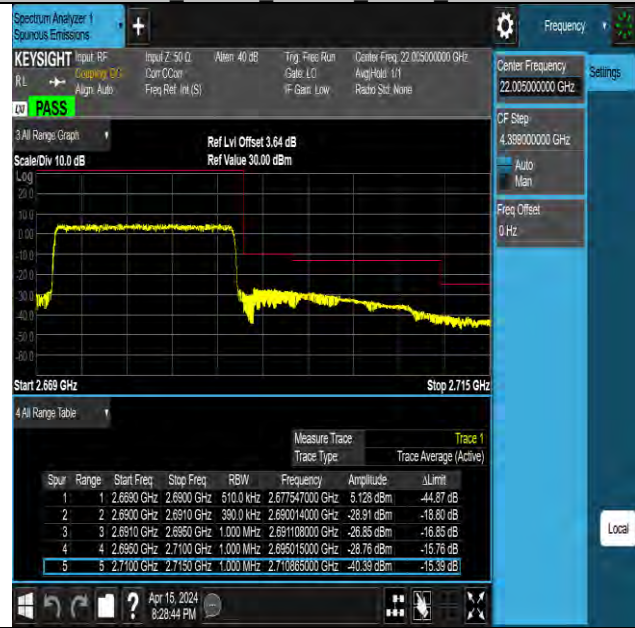 Spectrum Analyzer 1
Spurious Emissions
+
Frequency
KEYSIGHT Input: RF Input Z: 50 Ω Atten: 40 dB Trig: Free Run Center Freq: 22.005000000 GHz
RL Coupling: DC Corr CCorr Gate: LO Avg|Hold: 1/1
Align: Auto Freq Ref: Int (S) IF Gain: Low Radio Std: None
LXI PASS
Center Frequency
22.005000000 GHz
Settings
CF Step
4.399000000 GHz
Auto
Man
Freq Offset
0 Hz
3 All Range Graph
Ref Lvl Offset 3.64 dB
Scale/Div 10.0 dB Ref Value 30.00 dBm
Log
20.0
10.0
0.00
-10.0
-20.0
-30.0
-40.0
-50.0
-60.0
Start 2.669 GHz Stop 2.715 GHz
4 All Range Table
Measure Trace Trace 1
Trace Type Trace Average (Active)
Spur Range Start Freq Stop Freq RBW Frequency Amplitude ΔLimit
1 1 2.6690 GHz 2.6900 GHz 510.0 kHz 2.677547000 GHz 5.128 dBm -44.87 dB
2 2 2.6900 GHz 2.6910 GHz 390.0 kHz 2.690014000 GHz -28.91 dBm -18.80 dB
3 3 2.6910 GHz 2.6950 GHz 1.000 MHz 2.691108000 GHz -26.85 dBm -16.85 dB
4 4 2.6950 GHz 2.7100 GHz 1.000 MHz 2.695015000 GHz -28.76 dBm -15.76 dB
5 5 2.7100 GHz 2.7150 GHz 1.000 MHz 2.710865000 GHz -40.39 dBm -15.39 dB
Local
? Apr 15, 2024
8:28:44 PM